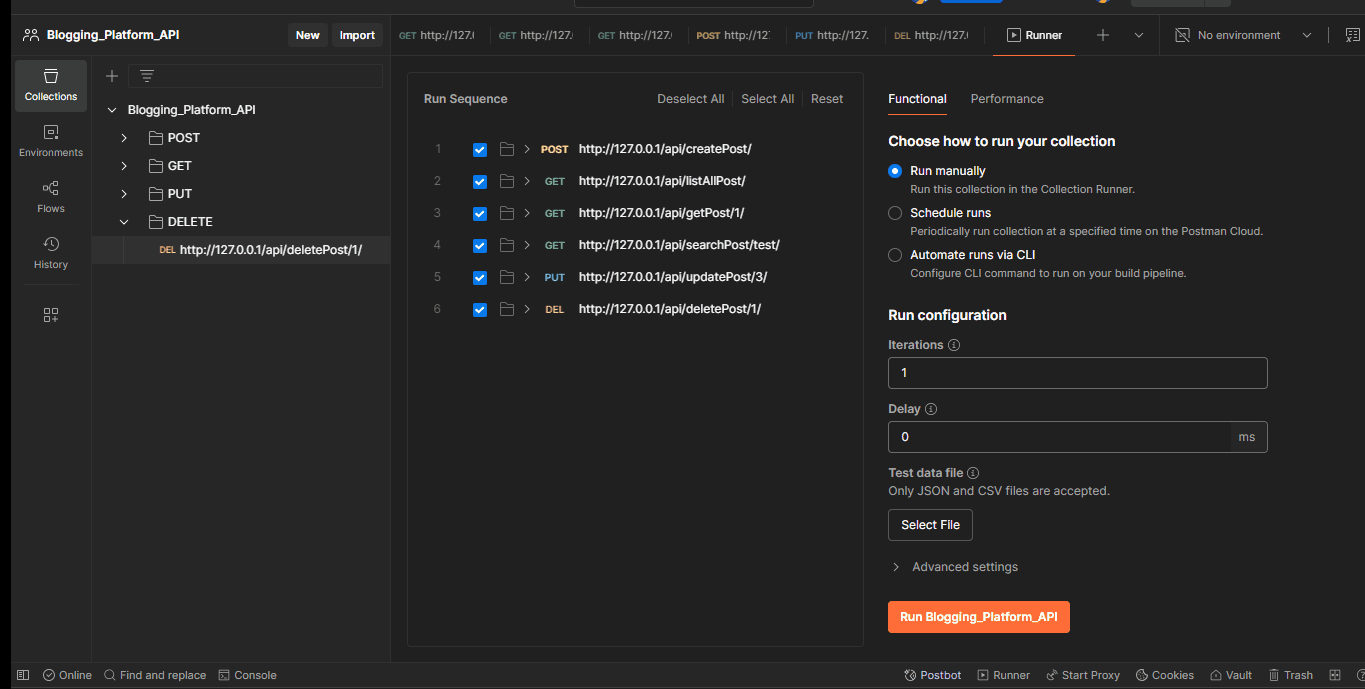 Blogging_Platform_API
New
Import
GET http://127.(
GET http://127.
GET http://127.
POST http://12
PUT http://127.
DEL http://127.(
Runner
No environment
Collections
Environments
Flows
History
Blogging_Platform_API
POST
GET
PUT
DELETE
DEL http://127.0.0.1/api/deletePost/1/
Run Sequence
Deselect All
Select All
Reset
1 POST http://127.0.0.1/api/createPost/
2 GET http://127.0.0.1/api/listAllPost/
3 GET http://127.0.0.1/api/getPost/1/
4 GET http://127.0.0.1/api/searchPost/test/
5 PUT http://127.0.0.1/api/updatePost/3/
6 DEL http://127.0.0.1/api/deletePost/1/
Functional
Performance
Choose how to run your collection
Run manually
Run this collection in the Collection Runner.
Schedule runs
Periodically run collection at a specified time on the Postman Cloud.
Automate runs via CLI
Configure CLI command to run on your build pipeline.
Run configuration
Iterations
1
Delay
0
ms
Test data file
Only JSON and CSV files are accepted.
Select File
Advanced settings
Run Blogging_Platform_API
Online
Find and replace
Console
Postbot
Runner
Start Proxy
Cookies
Vault
Trash